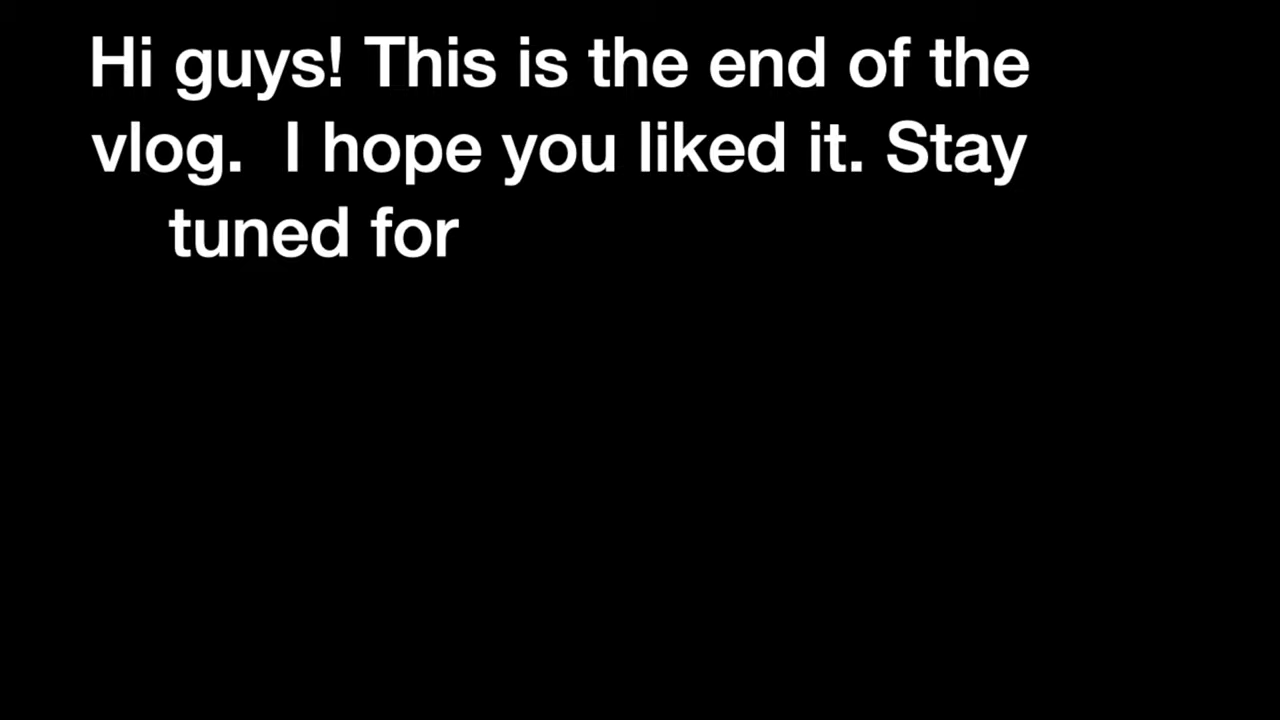 Hi guys! This is the end of the
vlog.  I hope you liked it. Stay
tuned for